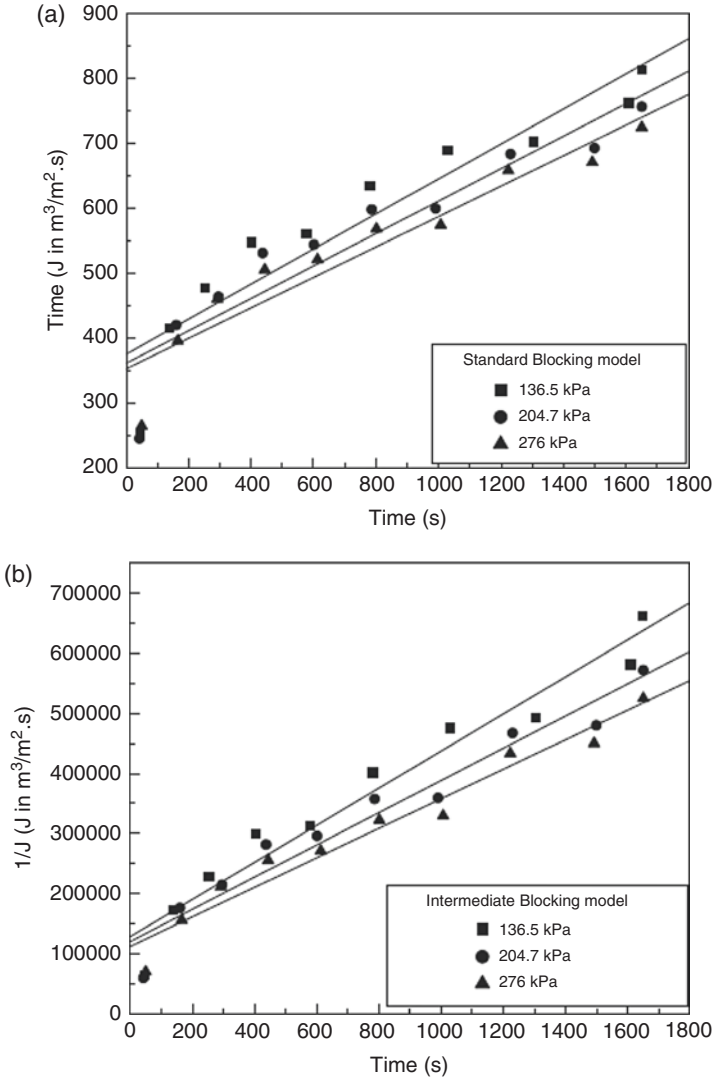 (a)
900
800
700
600
500
400
300
200
Time (J in m³/m².s)
Standard Blocking model
136.5 kPa
204.7 kPa
276 kPa
0 200 400 600 800 1000 1200 1400 1600 1800
Time (s)
(b)
700000
600000
500000
400000
300000
200000
100000
0
1/J (J in m³/m².s)
Intermediate Blocking model
136.5 kPa
204.7 kPa
276 kPa
0 200 400 600 800 1000 1200 1400 1600 1800
Time (s)